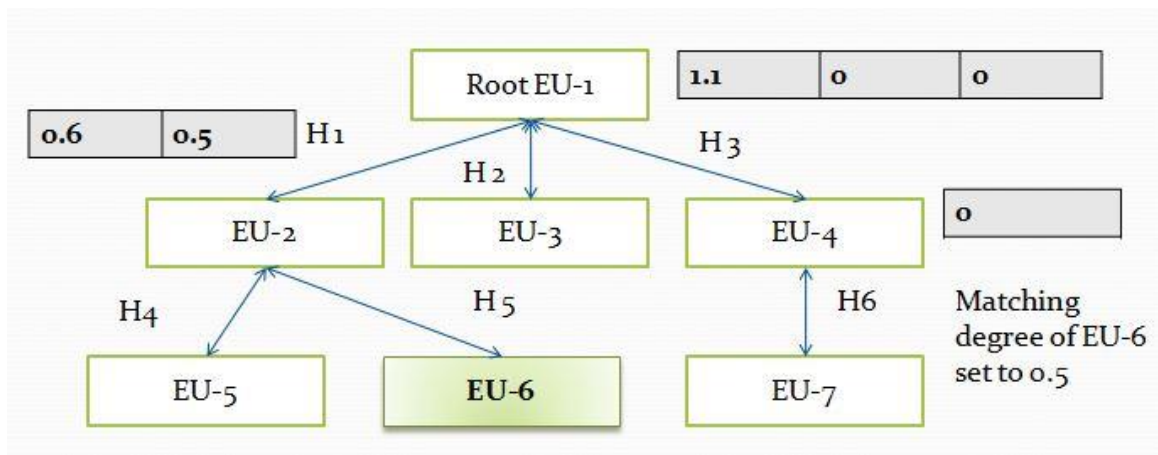 Root EU-1
1.1 0 0
0.6 0.5
H1
H2
H3
EU-2
EU-3
EU-4
0
H4
H5
H6
Matching
degree of EU-6
set to 0.5
EU-5
EU-6
EU-7